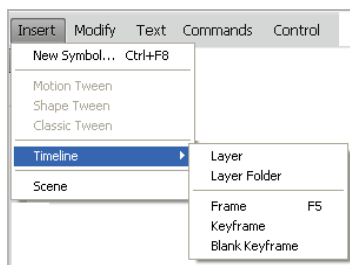 Insert Modify Text Commands Control
New Symbol... Ctrl+F8
Motion Tween
Shape Tween
Classic Tween
Timeline
Scene
Layer
Layer Folder
Frame F5
Keyframe
Blank Keyframe